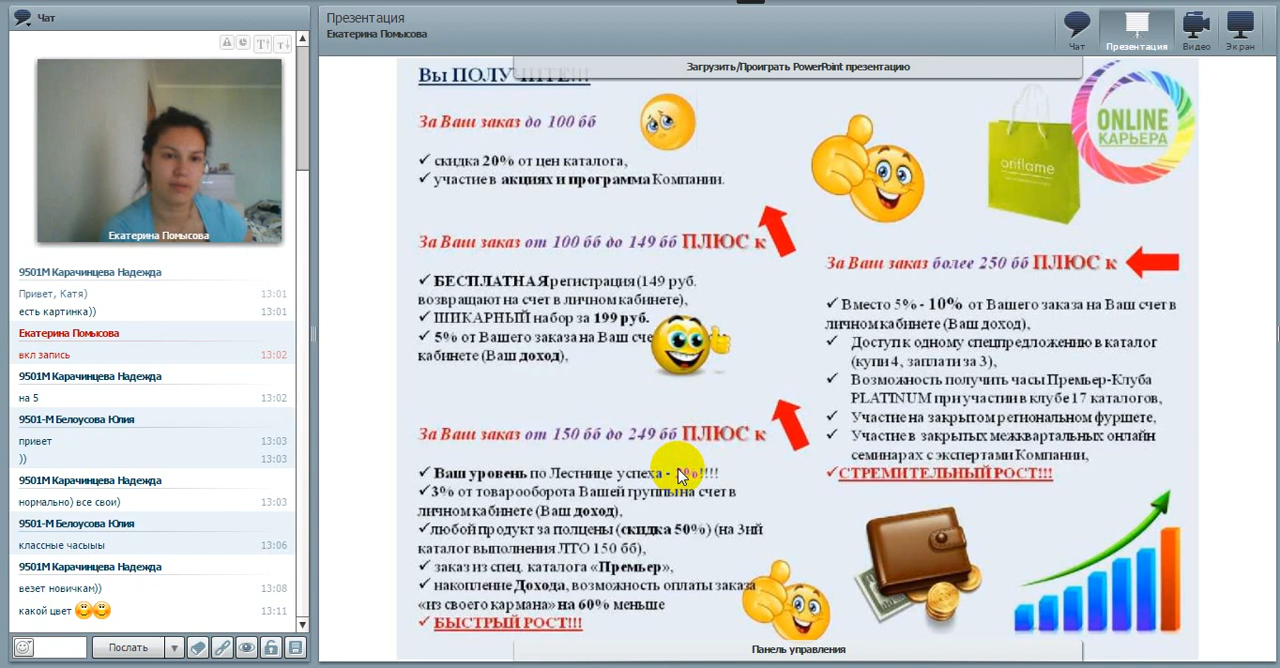 Чат
Екатерина Помысова
9501М Карачинцева Надежда
Привет, Катя) 13:01
есть картинка)) 13:01
Екатерина Помысова
вкл запись 13:02
9501М Карачинцева Надежда
на 5 13:02
9501-М Белоусова Юлия
привет 13:03
)) 13:03
9501М Карачинцева Надежда
нормально) все свои) 13:03
9501-М Белоусова Юлия
классные часыыы 13:06
9501М Карачинцева Надежда
везет новичкам)) 13:08
какой цвет 13:11
Послать
Презентация
Екатерина Помысова
Чат
Презентация
Видео
Экран
Загрузить/Проиграть PowerPoint презентацию
Вы ПОЛУЧИТЕ!!!
За Ваш заказ до 100 бб
✓ скидка 20% от цен каталога,
✓ участие в акциях и программа Компании.
За Ваш заказ от 100 бб до 149 бб ПЛЮС к
✓ БЕСПЛАТНАЯ регистрация (149 руб.
возвращают на счет в личном кабинете),
✓ ШИКАРНЫЙ набор за 199 руб.
✓ 5% от Вашего заказа на Ваш
кабинете (Ваш доход),
За Ваш заказ от 150 бб до 249 бб ПЛЮС к
✓ Ваш уровень по Лестнице успеха - !!!!
✓3% от товарооборота Вашей группы на счет в
личном кабинете (Ваш доход),
✓любой продукт за полцены (скидка 50%) (на 3ий
каталог выполнения ЛТО 150 бб),
✓ заказ из спец. каталога «Премьер»,
✓ накопление Дохода, возможность оплаты заказа
«из своего кармана» на 60% меньше
✓ БЫСТРЫЙ РОСТ!!!
oriflame
ONLINE
КАРЬЕРА
За Ваш заказ более 250 бб ПЛЮС к
✓ Вместо 5% - 10% от Вашего заказа на Ваш счет в
личном кабинете (Ваш доход),
✓ Доступ к одному спецпредложению в каталог
(купи 4, заплати за 3),
✓ Возможность получить часы Премьер-Клуба
PLATINUM при участии в клубе 17 каталогов,
✓ Участие на закрытом региональном фуршете,
✓ Участие в закрытых межквартальных онлайн
семинарах с экспертами Компании,
✓СТРЕМИТЕЛЬНЫЙ РОСТ!!!
Панель управления